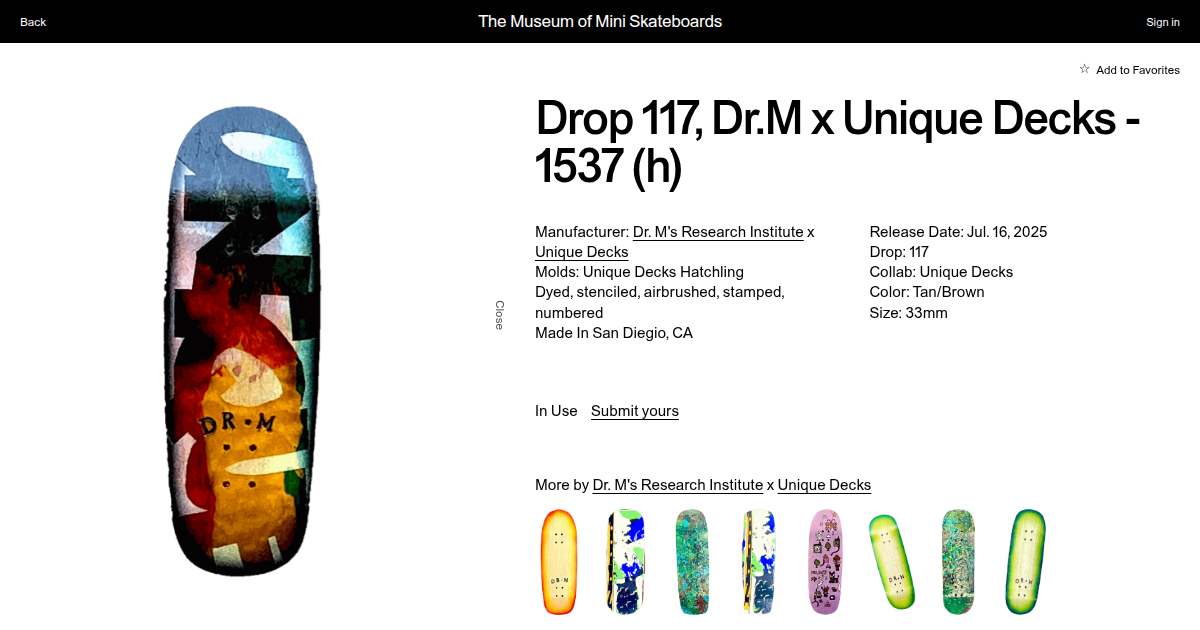 Back
The Museum of Mini Skateboards
Sign in
☆ Add to Favorites
Drop 117, Dr.M x Unique Decks -
1537 (h)
Manufacturer: Dr. M's Research Institute x
Unique Decks
Molds: Unique Decks Hatchling
Dyed, stenciled, airbrushed, stamped,
numbered
Made In San Diegio, CA
Release Date: Jul. 16, 2025
Drop: 117
Collab: Unique Decks
Color: Tan/Brown
Size: 33mm
Close
DR•M
In Use Submit yours
More by Dr. M's Research Institute x Unique Decks
DR•M
DR•M
DR•M